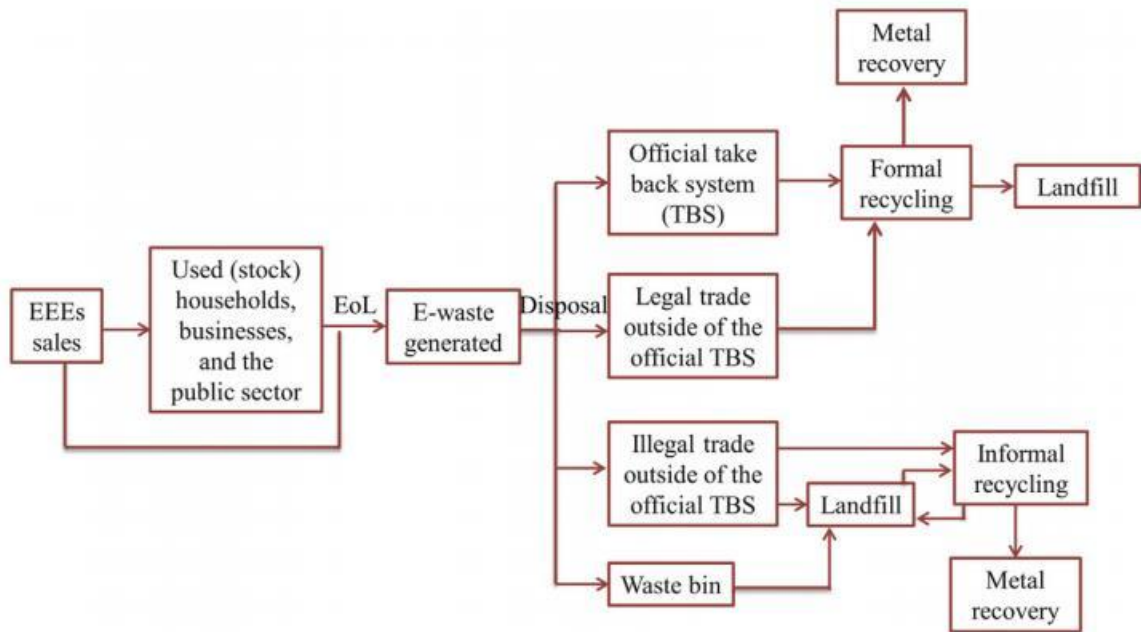 Metal
recovery
Official take
back system
(TBS)
Formal
recycling
Landfill
EEEs
sales
Used (stock)
households,
businesses,
and the
public sector
EoL
E-waste
generated
Disposal
Legal trade
outside of the
official TBS
Illegal trade
outside of the
official TBS
Landfill
Informal
recycling
Waste bin
Metal
recovery